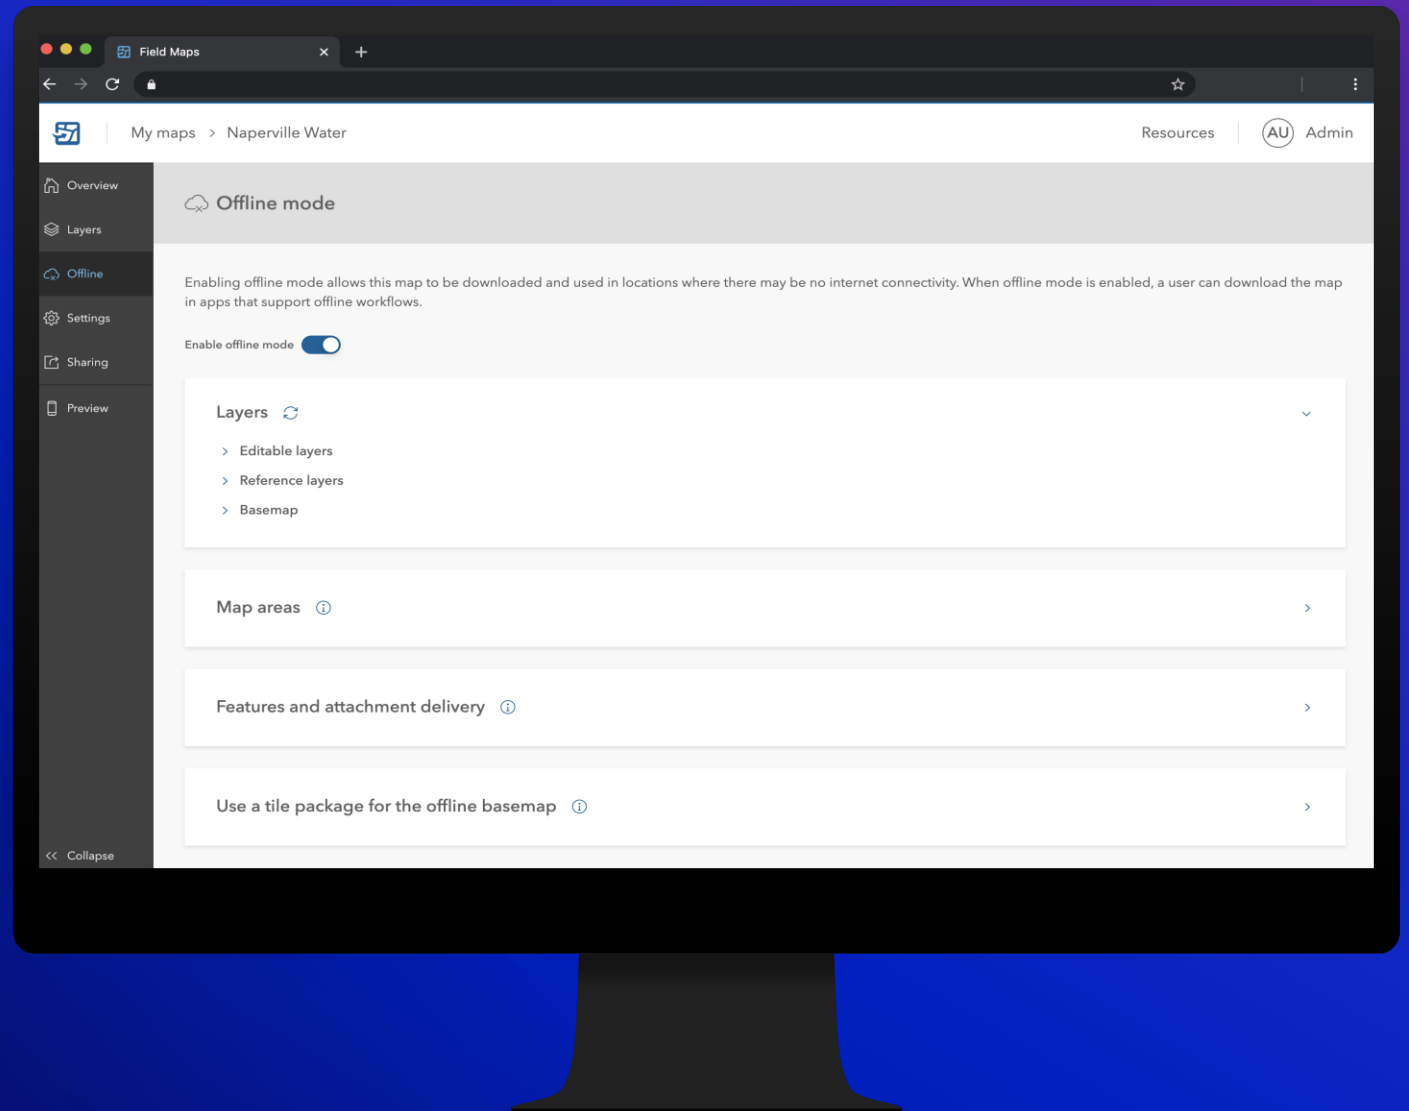 Field Maps
My maps > Naperville Water
Resources
AU Admin
Overview
Layers
Offline
Settings
Sharing
Preview
Collapse
Offline mode
Enabling offline mode allows this map to be downloaded and used in locations where there may be no internet connectivity. When offline mode is enabled, a user can download the map
in apps that support offline workflows.
Enable offline mode
Layers
Editable layers
Reference layers
Basemap
Map areas
Features and attachment delivery
Use a tile package for the offline basemap